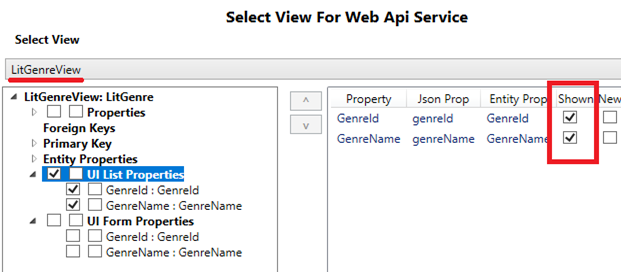 Select View For Web Api Service
Select View
LitGenreView
LitGenreView: LitGenre
Properties
Foreign Keys
Primary Key
Entity Properties
UI List Properties
GenreId : GenreId
GenreName : GenreName
UI Form Properties
GenreId : GenreId
GenreName : GenreName
Property Json Prop Entity Prop Shown New
GenreId genreId GenreId
GenreName genreName GenreName